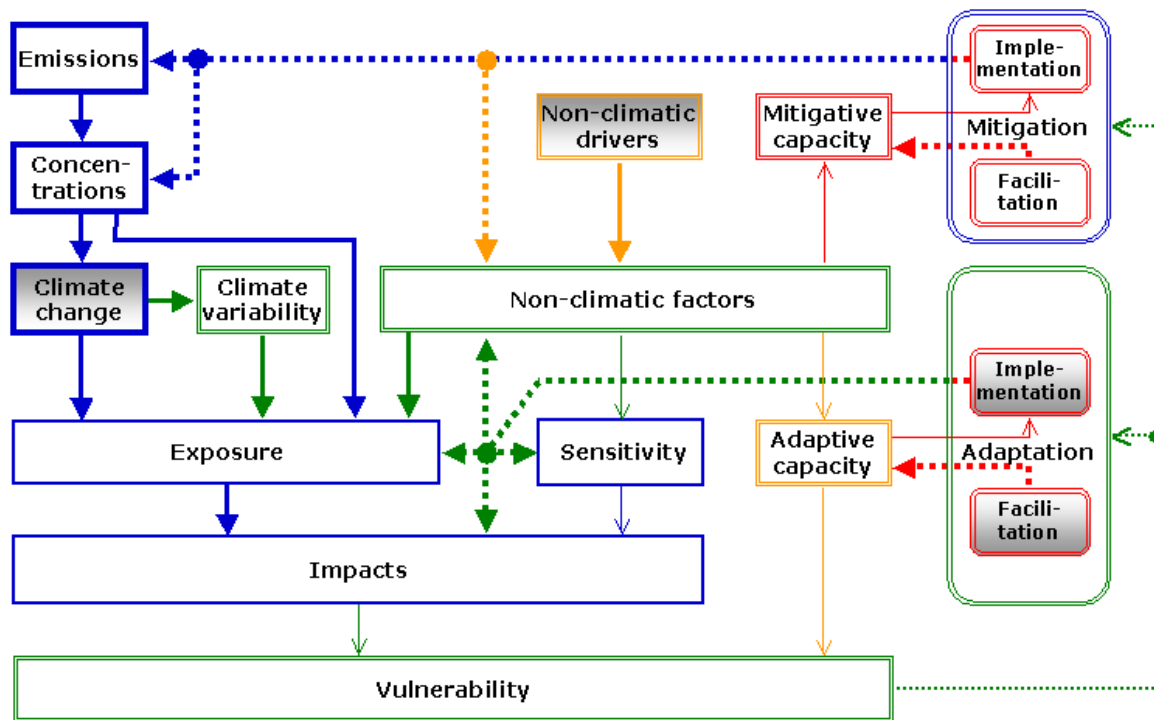 Emissions
Imple-
mentation
Non-climatic
drivers
Mitigative
capacity
Mitigation
Concen-
trations
Facili-
tation
Climate
change
Climate
variability
Non-climatic factors
Imple-
mentation
Exposure
Sensitivity
Adaptive
capacity
Adaptation
Facili-
tation
Impacts
Vulnerability